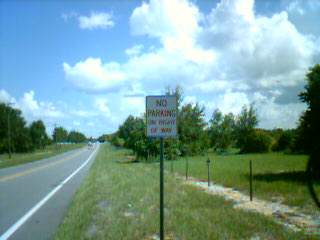 NO
PARKING
ON RIGHT
OF WAY